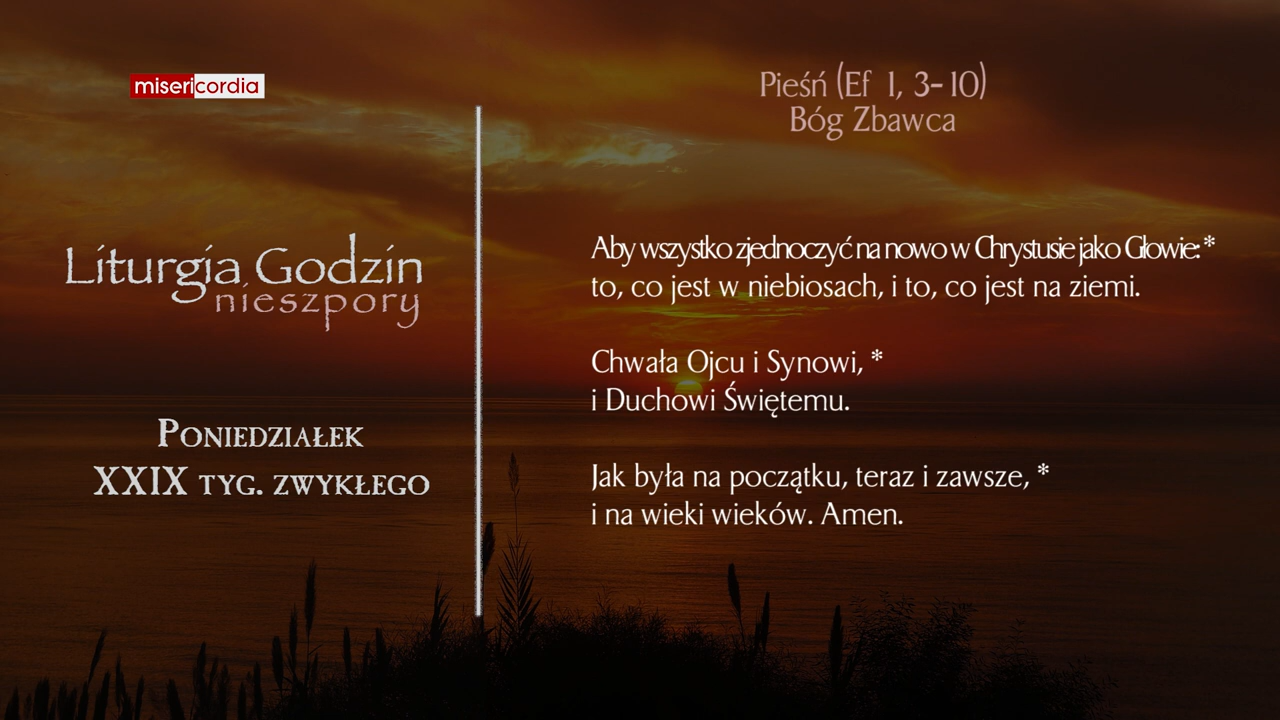 misericordia
Liturgia Godzin
nieszpory
Poniedziałek
XXIX tyg. zwykłego
Pieśń (Ef 1, 3-10)
Bóg Zbawca
Aby wszystko zjednoczyć na nowo w Chrystusie jako Głowie: *
to, co jest w niebiosach, i to, co jest na ziemi.
Chwała Ojcu i Synowi, *
i Duchowi Świętemu.
Jak była na początku, teraz i zawsze, *
i na wieki wieków. Amen.